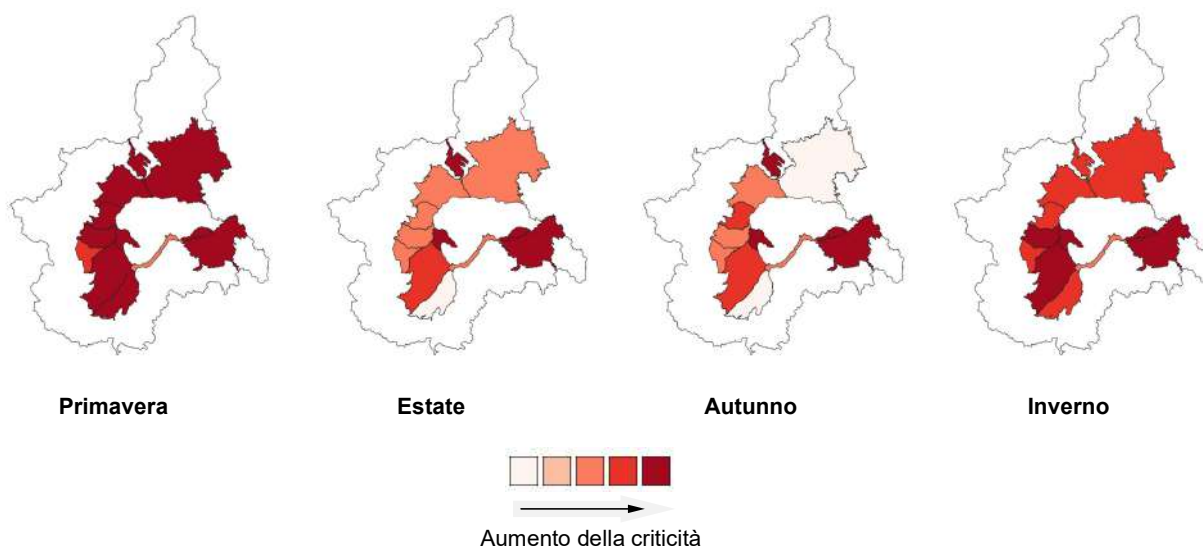 Primavera
Estate
Autunno
Inverno
Aumento della criticità